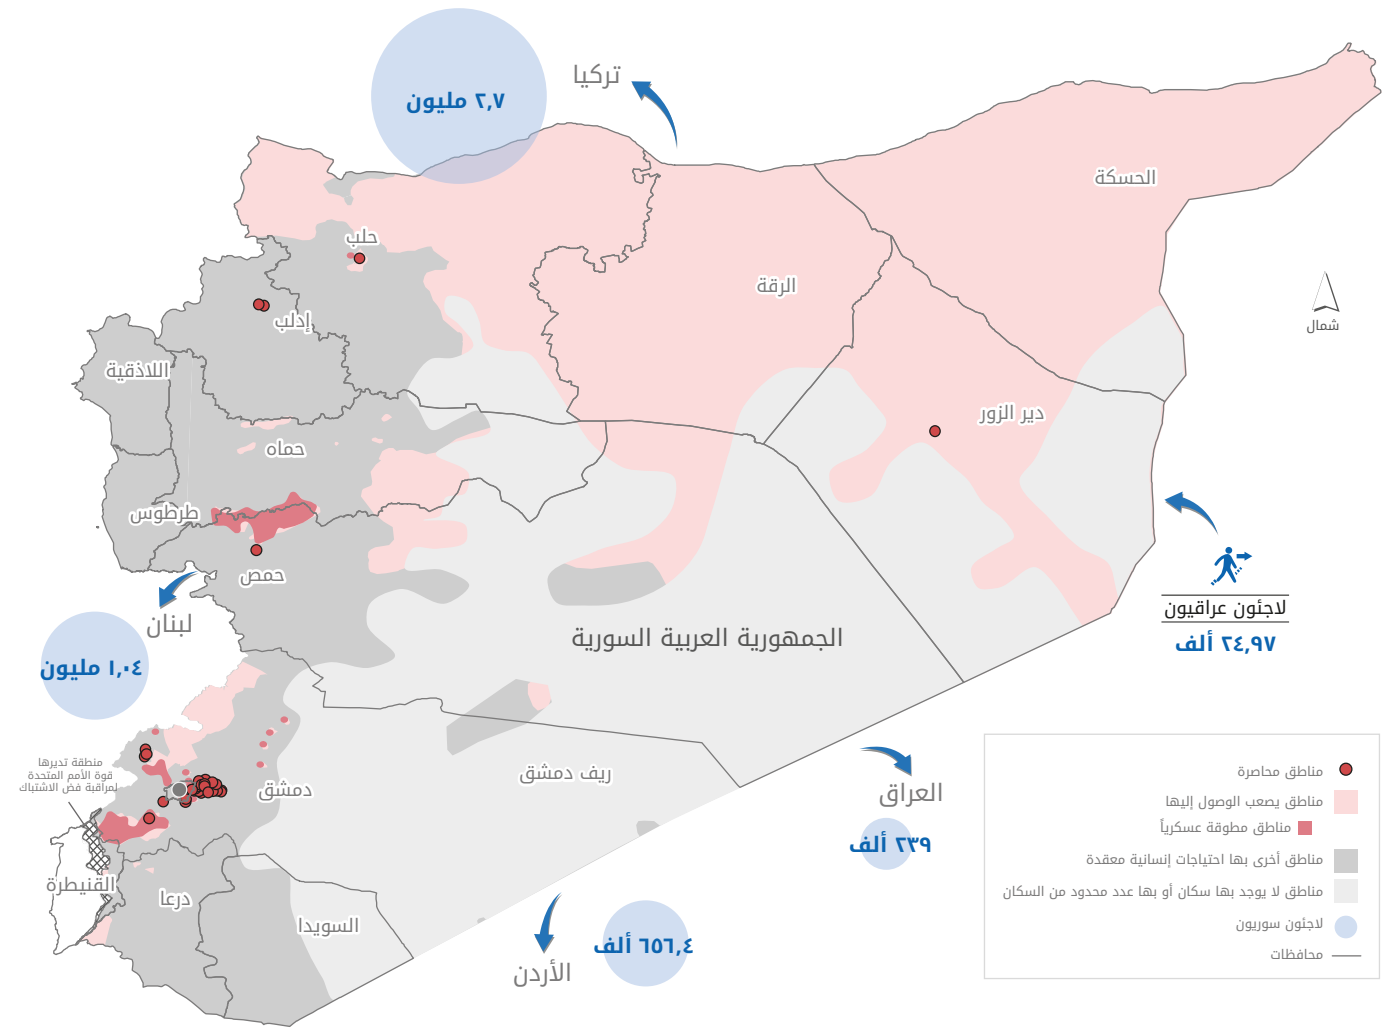 ٢,٧ مليون
تركيا
الحسكة
حلب
الرقة
إدلب
شمال
اللاذقية
دير الزور
حماه
طرطوس
حمص
لاجئون عراقيون
٢٤,٩٧ ألف
لبنان
١,٠٤ مليون
الجمهورية العربية السورية
منطقة تديرها
قوة الأمم المتحدة
لمراقبة فض الاشتباك
ريف دمشق
دمشق
العراق
٢٣٩ ألف
القنيطرة
درعا
السويدا
٦٥٦,٤ ألف
الأردن
مناطق محاصرة
مناطق يصعب الوصول إليها
مناطق مطوقة عسكرياً
مناطق أخرى بها احتياجات إنسانية معقدة
مناطق لا يوجد بها سكان أو بها عدد محدود من السكان
لاجئون سوريون
محافظات